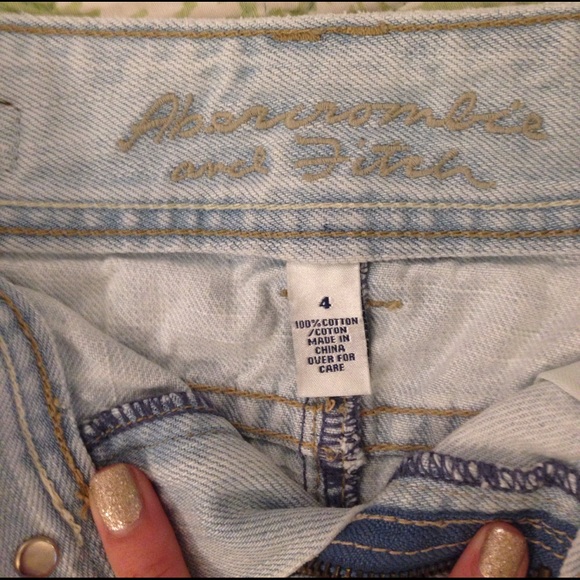 Abercrombie
and Fitch
4
100%COTTON
/COTON
MADE IN
CHINA
OVER FOR
CARE